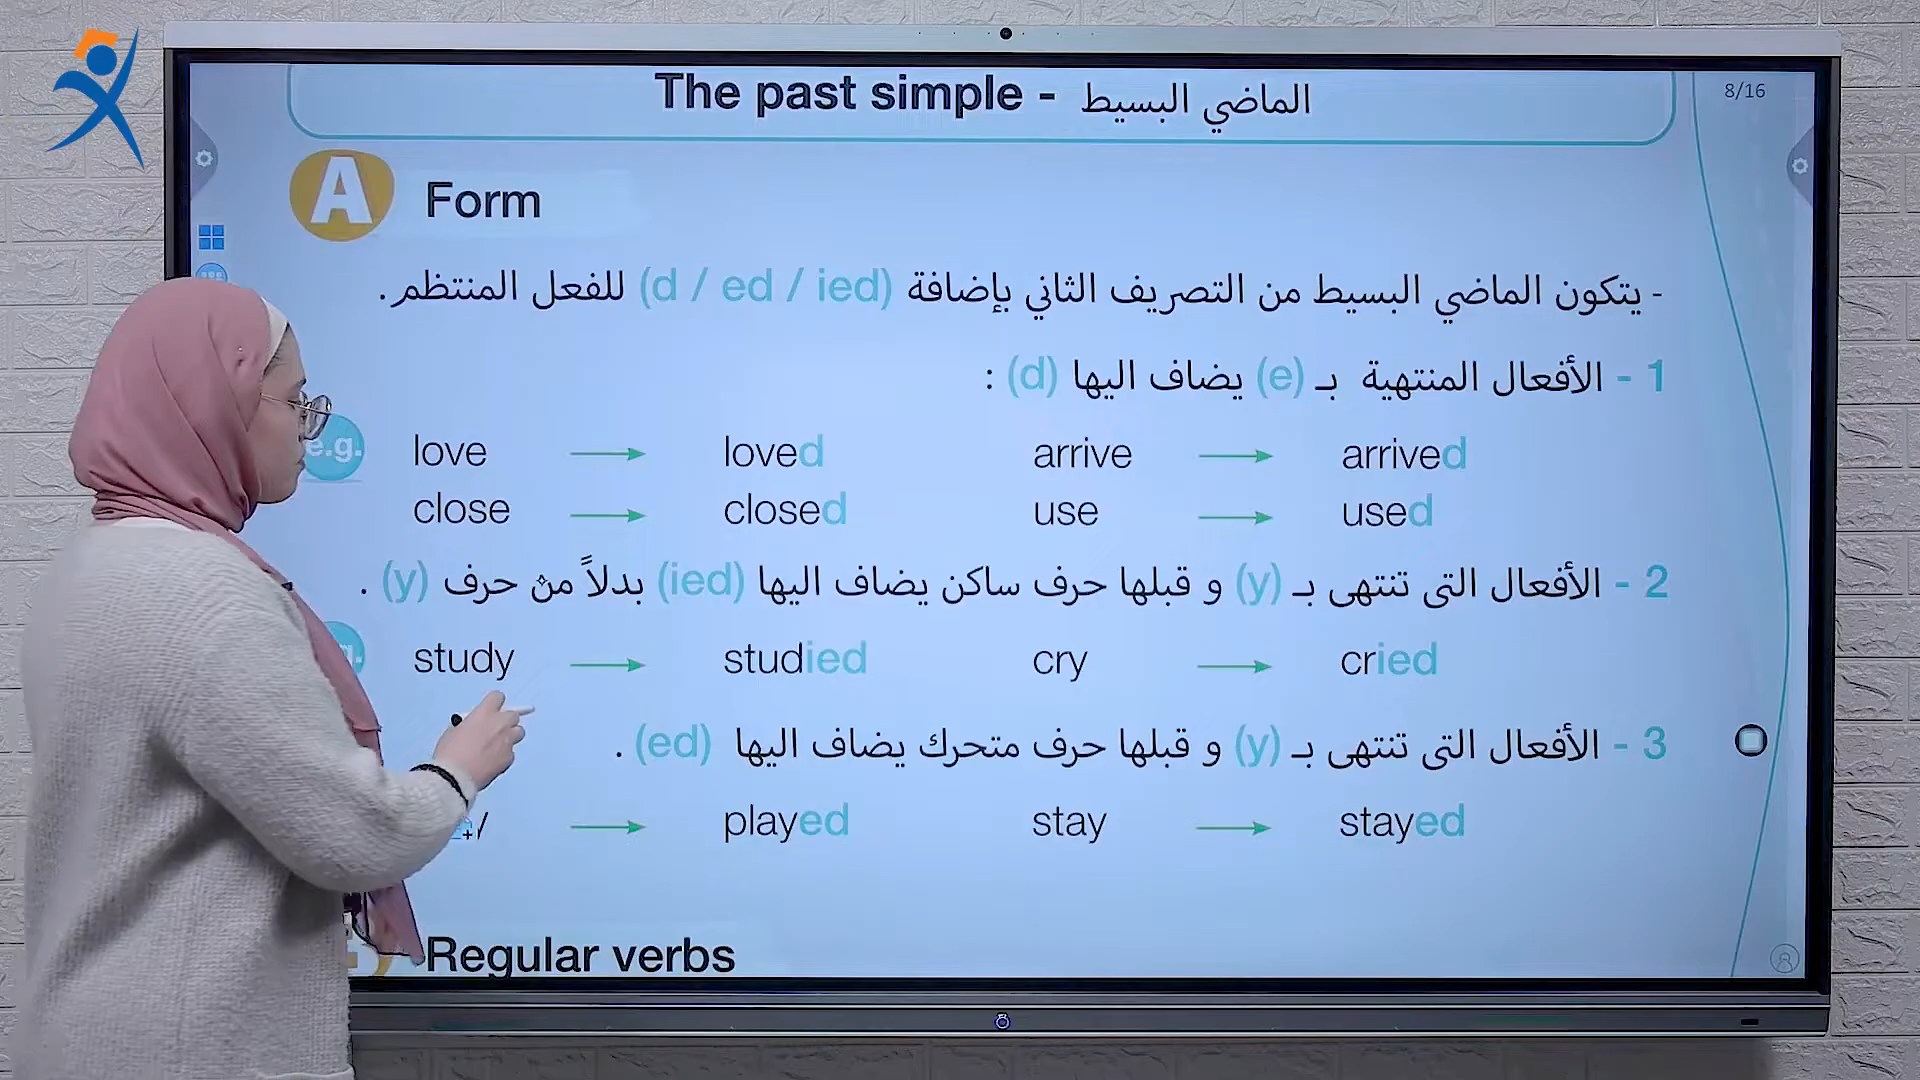 The past simple - الماضي البسيط
8/16
A Form
- يتكون الماضي البسيط من التصريف الثاني بإضافة (d / ed / ied) للفعل المنتظم.
1 - الأفعال المنتهية بـ (e) يضاف اليها (d) :
e.g. love → loved arrive → arrived
close → closed use → used
2 - الأفعال التى تنتهى بـ (y) و قبلها حرف ساكن يضاف اليها (ied) بدلاً من حرف (y) .
study → studied cry → cried
3 - الأفعال التى تنتهى بـ (y) و قبلها حرف متحرك يضاف اليها (ed) .
→ played stay → stayed
Regular verbs